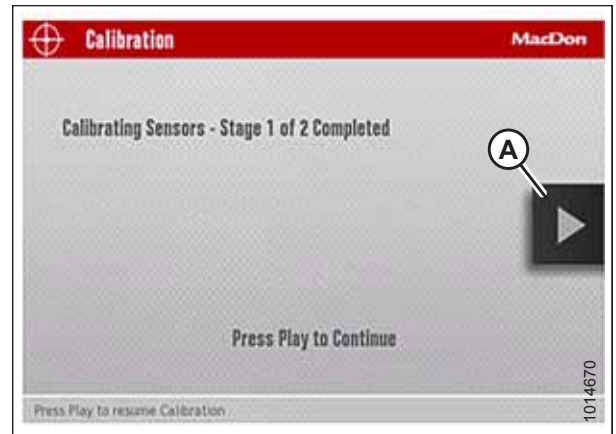 Calibration
MacDon
Calibrating Sensors - Stage 1 of 2 Completed
A
Press Play to Continue
Press Play to resume Calibration
1014670